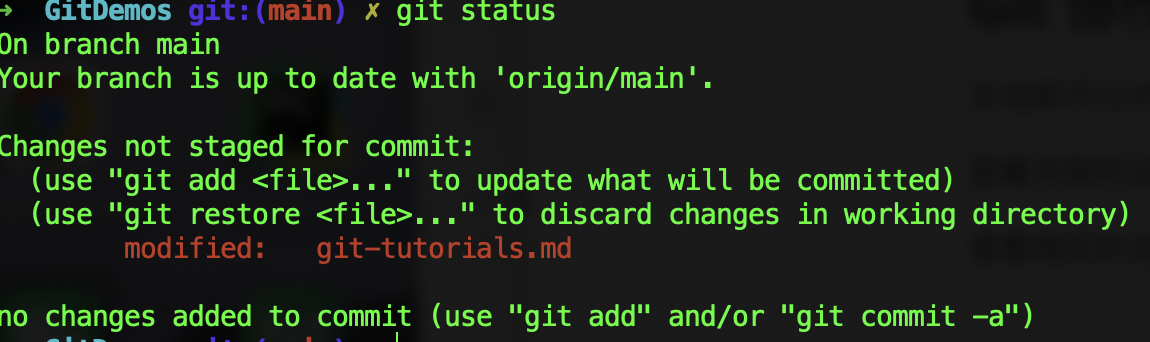 ➜  GitDemos git:(main) ✗ git status
On branch main
Your branch is up to date with 'origin/main'.

Changes not staged for commit:
  (use "git add <file>..." to update what will be committed)
  (use "git restore <file>..." to discard changes in working directory)
        modified:   git-tutorials.md

no changes added to commit (use "git add" and/or "git commit -a")